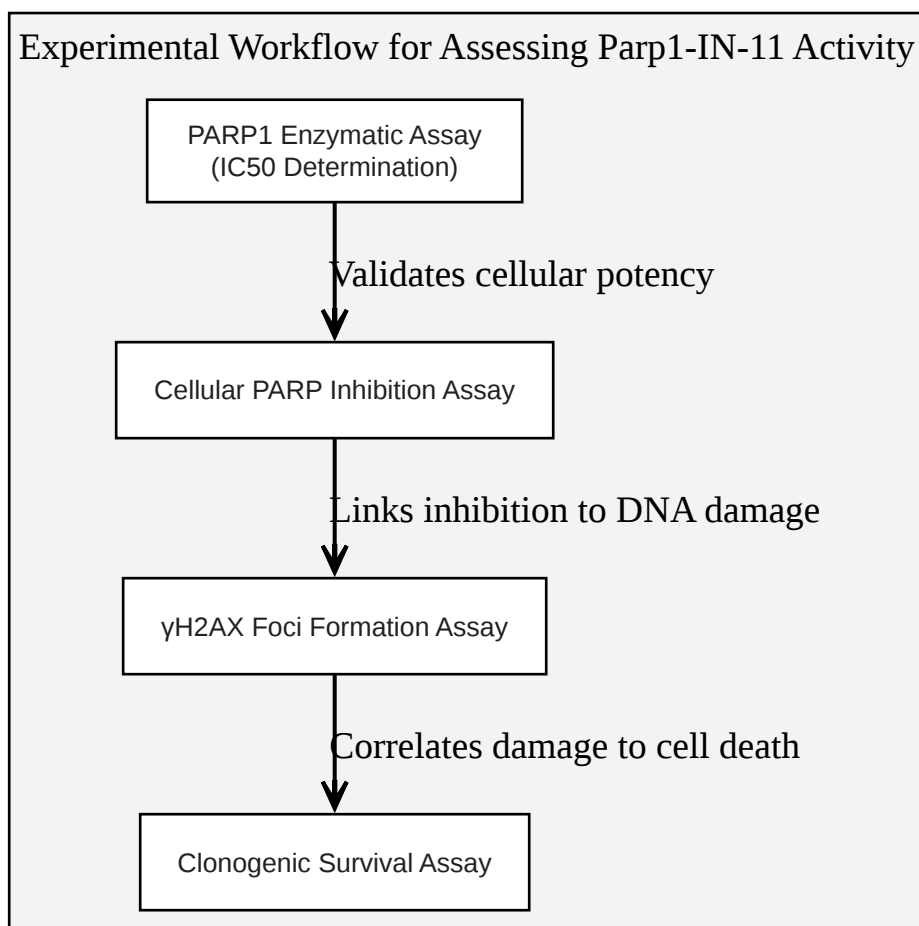 Experimental Workflow for Assessing Parp1-IN-11 Activity
PARP1 Enzymatic Assay
(IC50 Determination)
Validates cellular potency
Cellular PARP Inhibition Assay
Links inhibition to DNA damage
γH2AX Foci Formation Assay
Correlates damage to cell death
Clonogenic Survival Assay